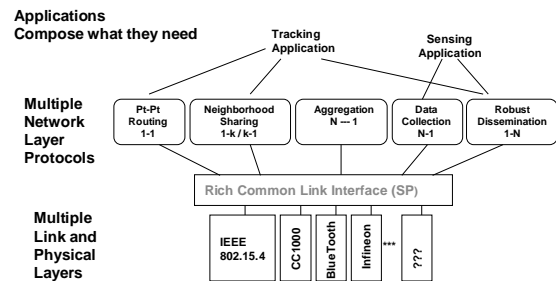 Applications
Compose what they need
Tracking
Application
Sensing
Application
Multiple
Network
Layer
Protocols
Pt-Pt
Routing
1-1
Neighborhood
Sharing
1-k / k-1
Aggregation
N --- 1
Data
Collection
N-1
Robust
Dissemination
1-N
Rich Common Link Interface (SP)
Multiple
Link and
Physical
Layers
IEEE
802.15.4
CC1000
BlueTooth
Infineon
***
???